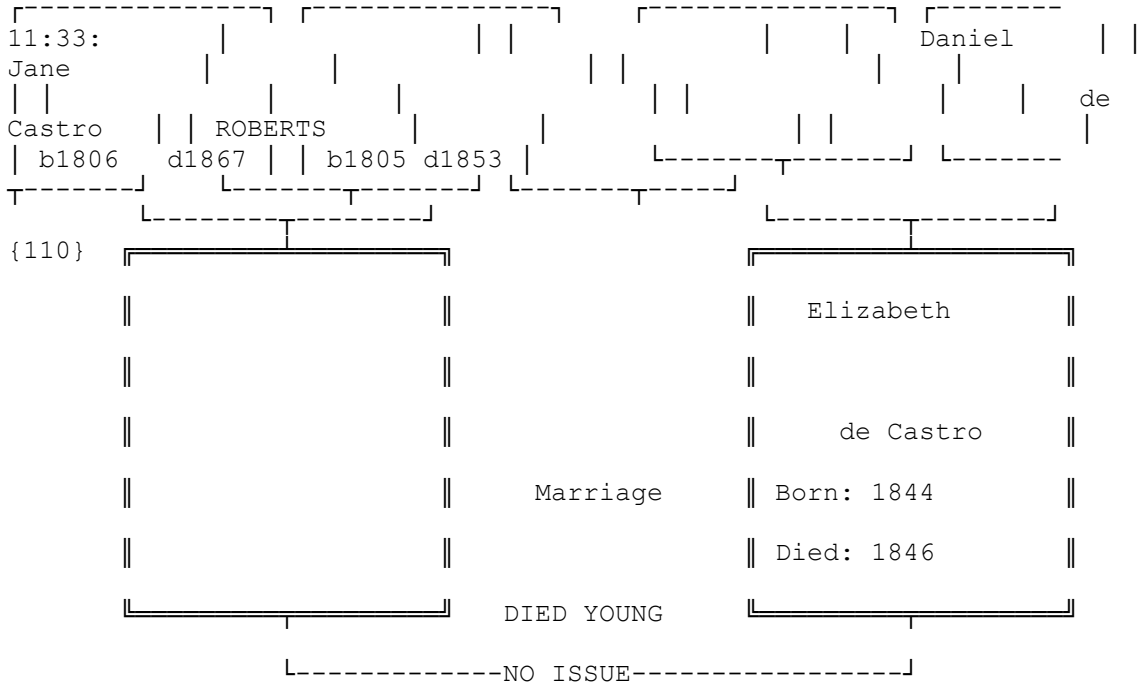 11:33: Daniel
Jane
de
Castro ROBERTS
b1806 d1867 b1805 d1853
{110}
Elizabeth
de Castro
Marriage Born: 1844
Died: 1846
DIED YOUNG
NO ISSUE